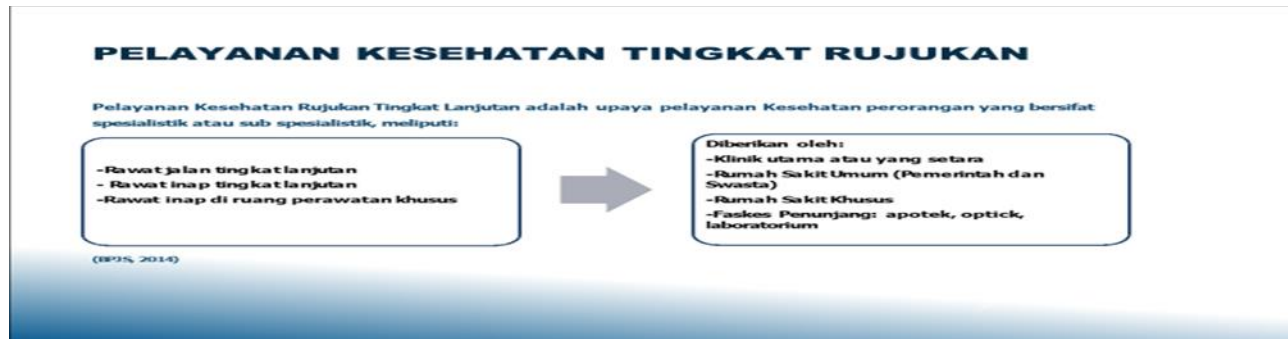 PELAYANAN KESEHATAN TINGKAT RUJUKAN
Pelayanan Kesehatan Rujukan Tingkat Lanjutan adalah upaya pelayanan Kesehatan perorangan yang bersifat
spesialistik atau sub spesialistik, meliputi:
-Rawat jalan tingkat lanjutan
- Rawat inap tingkat lanjutan
-Rawat inap di ruang perawatan khusus
Diberikan oleh:
-Klinik utama atau yang setara
-Rumah Sakit Umum (Pemerintah dan
Swasta)
-Rumah Sakit Khusus
-Faskes Penunjang: apotek, optick,
laboratorium
(BPJS, 2014)